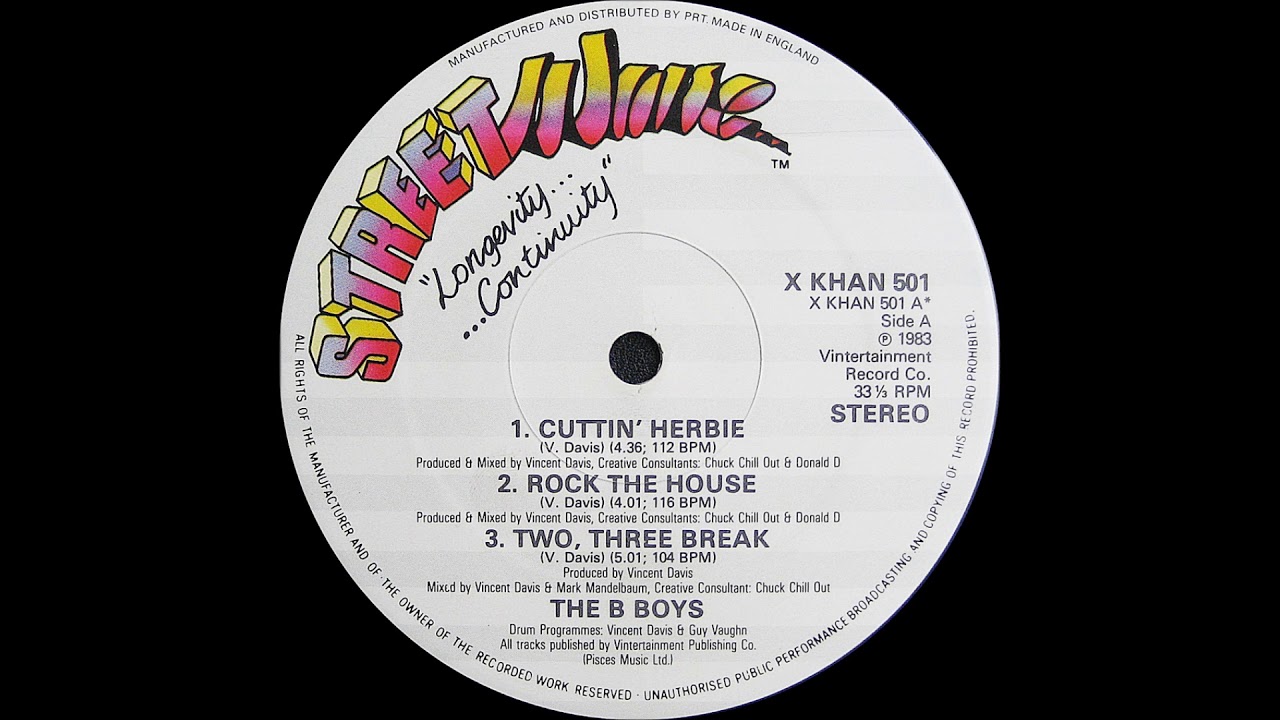 MANUFACTURED AND DISTRIBUTED BY PRT. MADE IN ENGLAND
STREETWave
TM
"Longevity...
...Continuity"
X KHAN 501
X KHAN 501 A*
Side A
℗ 1983
Vintertainment
Record Co.
33⅓ RPM
STEREO
1. CUTTIN' HERBIE
(V. Davis) (4.36; 112 BPM)
Produced & Mixed by Vincent Davis, Creative Consultants: Chuck Chill Out & Donald D
2. ROCK THE HOUSE
(V. Davis) (4.01; 116 BPM)
Produced & Mixed by Vincent Davis, Creative Consultants: Chuck Chill Out & Donald D
3. TWO, THREE BREAK
(V. Davis) (5.01; 104 BPM)
Produced by Vincent Davis
Mixed by Vincent Davis & Mark Mandelbaum, Creative Consultant: Chuck Chill Out
THE B BOYS
Drum Programmes: Vincent Davis & Guy Vaughn
All tracks published by Vintertainment Publishing Co.
(Pisces Music Ltd.)
ALL RIGHTS OF THE MANUFACTURER AND OF THE OWNER OF THE RECORDED WORK RESERVED · UNAUTHORISED PUBLIC PERFORMANCE BROADCASTING AND COPYING OF THIS RECORD PROHIBITED.